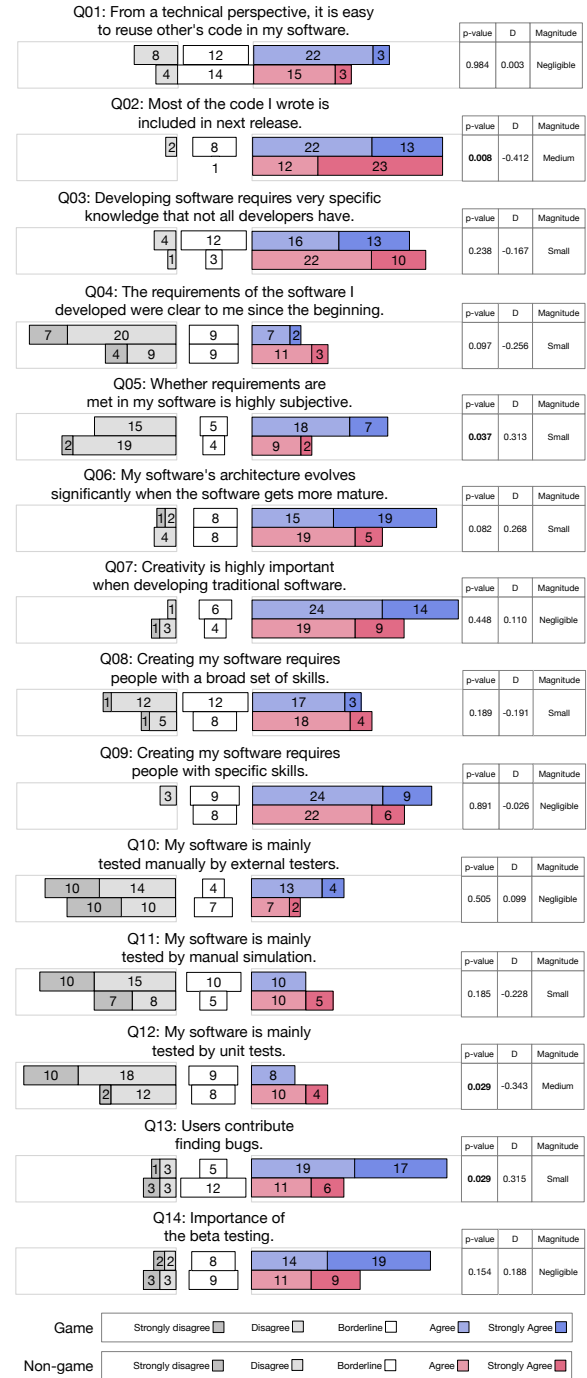 Q01: From a technical perspective, it is easy
to reuse other's code in my software.
8 12 22 3
4 14 15 3
p-value D Magnitude
0.984 0.003 Negligible
Q02: Most of the code I wrote is
included in next release.
2 8 22 13
1 12 23
p-value D Magnitude
0.008 -0.412 Medium
Q03: Developing software requires very specific
knowledge that not all developers have.
4 12 16 13
1 3 22 10
p-value D Magnitude
0.238 -0.167 Small
Q04: The requirements of the software I
developed were clear to me since the beginning.
7 20 9 7 2
4 9 9 11 3
p-value D Magnitude
0.097 -0.256 Small
Q05: Whether requirements are
met in my software is highly subjective.
15 5 18 7
2 19 4 9 2
p-value D Magnitude
0.037 0.313 Small
Q06: My software's architecture evolves
significantly when the software gets more mature.
1 2 8 15 19
4 8 19 5
p-value D Magnitude
0.082 0.268 Small
Q07: Creativity is highly important
when developing traditional software.
1 6 24 14
1 3 4 19 9
p-value D Magnitude
0.448 0.110 Negligible
Q08: Creating my software requires
people with a broad set of skills.
1 12 12 17 3
1 5 8 18 4
p-value D Magnitude
0.189 -0.191 Small
Q09: Creating my software requires
people with specific skills.
3 9 24 9
8 22 6
p-value D Magnitude
0.891 -0.026 Negligible
Q10: My software is mainly
tested manually by external testers.
10 14 4 13 4
10 10 7 7 2
p-value D Magnitude
0.505 0.099 Negligible
Q11: My software is mainly
tested by manual simulation.
10 15 10 10
7 8 5 10 5
p-value D Magnitude
0.185 -0.228 Small
Q12: My software is mainly
tested by unit tests.
10 18 9 8
2 12 8 10 4
p-value D Magnitude
0.029 -0.343 Medium
Q13: Users contribute
finding bugs.
1 3 5 19 17
3 3 12 11 6
p-value D Magnitude
0.029 0.315 Small
Q14: Importance of
the beta testing.
2 2 8 14 19
3 3 9 11 9
p-value D Magnitude
0.154 0.188 Negligible
Game Strongly disagree Disagree Borderline Agree Strongly Agree
Non-game Strongly disagree Disagree Borderline Agree Strongly Agree